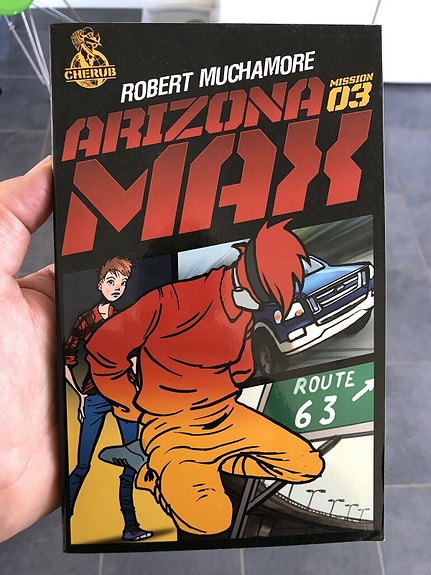 CHERUB
ROBERT MUCHAMORE
MISSION
03
ARIZONA
MAX
ROUTE
63